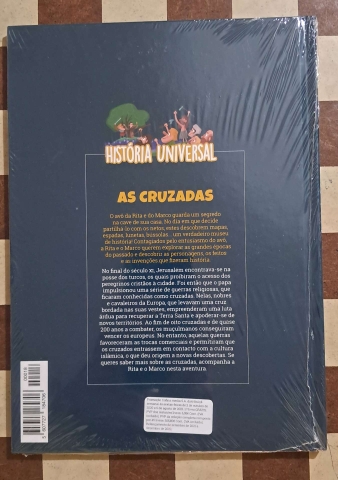 HISTÓRIA UNIVERSAL
AS CRUZADAS
O avô da Rita e do Marco guarda um segredo
na cave de sua casa. No dia em que decide
partilhá-lo com os netos, estes descobrem mapas,
espadas, lunetas, bússolas... um verdadeiro museu
de história! Contagiados pelo entusiasmo do avô,
a Rita e o Marco querem explorar as grandes épocas
do passado e descobrir as personagens, os feitos
e as invenções que fizeram história.
No final do século XI, Jerusalém encontrava-se na
posse dos turcos, os quais proibiram o acesso dos
peregrinos cristãos à cidade. Foi então que o papa
impulsionou uma série de guerras religiosas, que
ficariam conhecidas como cruzadas. Nelas, nobres
e cavaleiros da Europa, que levavam uma cruz
bordada nas suas vestes, empreenderam uma luta
árdua para recuperar a Terra Santa e apoderar-se de
novos territórios. Ao fim de oito cruzadas e de quase
200 anos a combater, os muçulmanos conseguiram
vencer os europeus. No entanto, aquelas guerras
favoreceram as trocas comerciais e permitiram que
os cruzados entrassem em contacto com a cultura
islâmica, o que deu origem a novas descobertas. Se
queres saber mais sobre as cruzadas, acompanha a
Rita e o Marco nesta aventura.